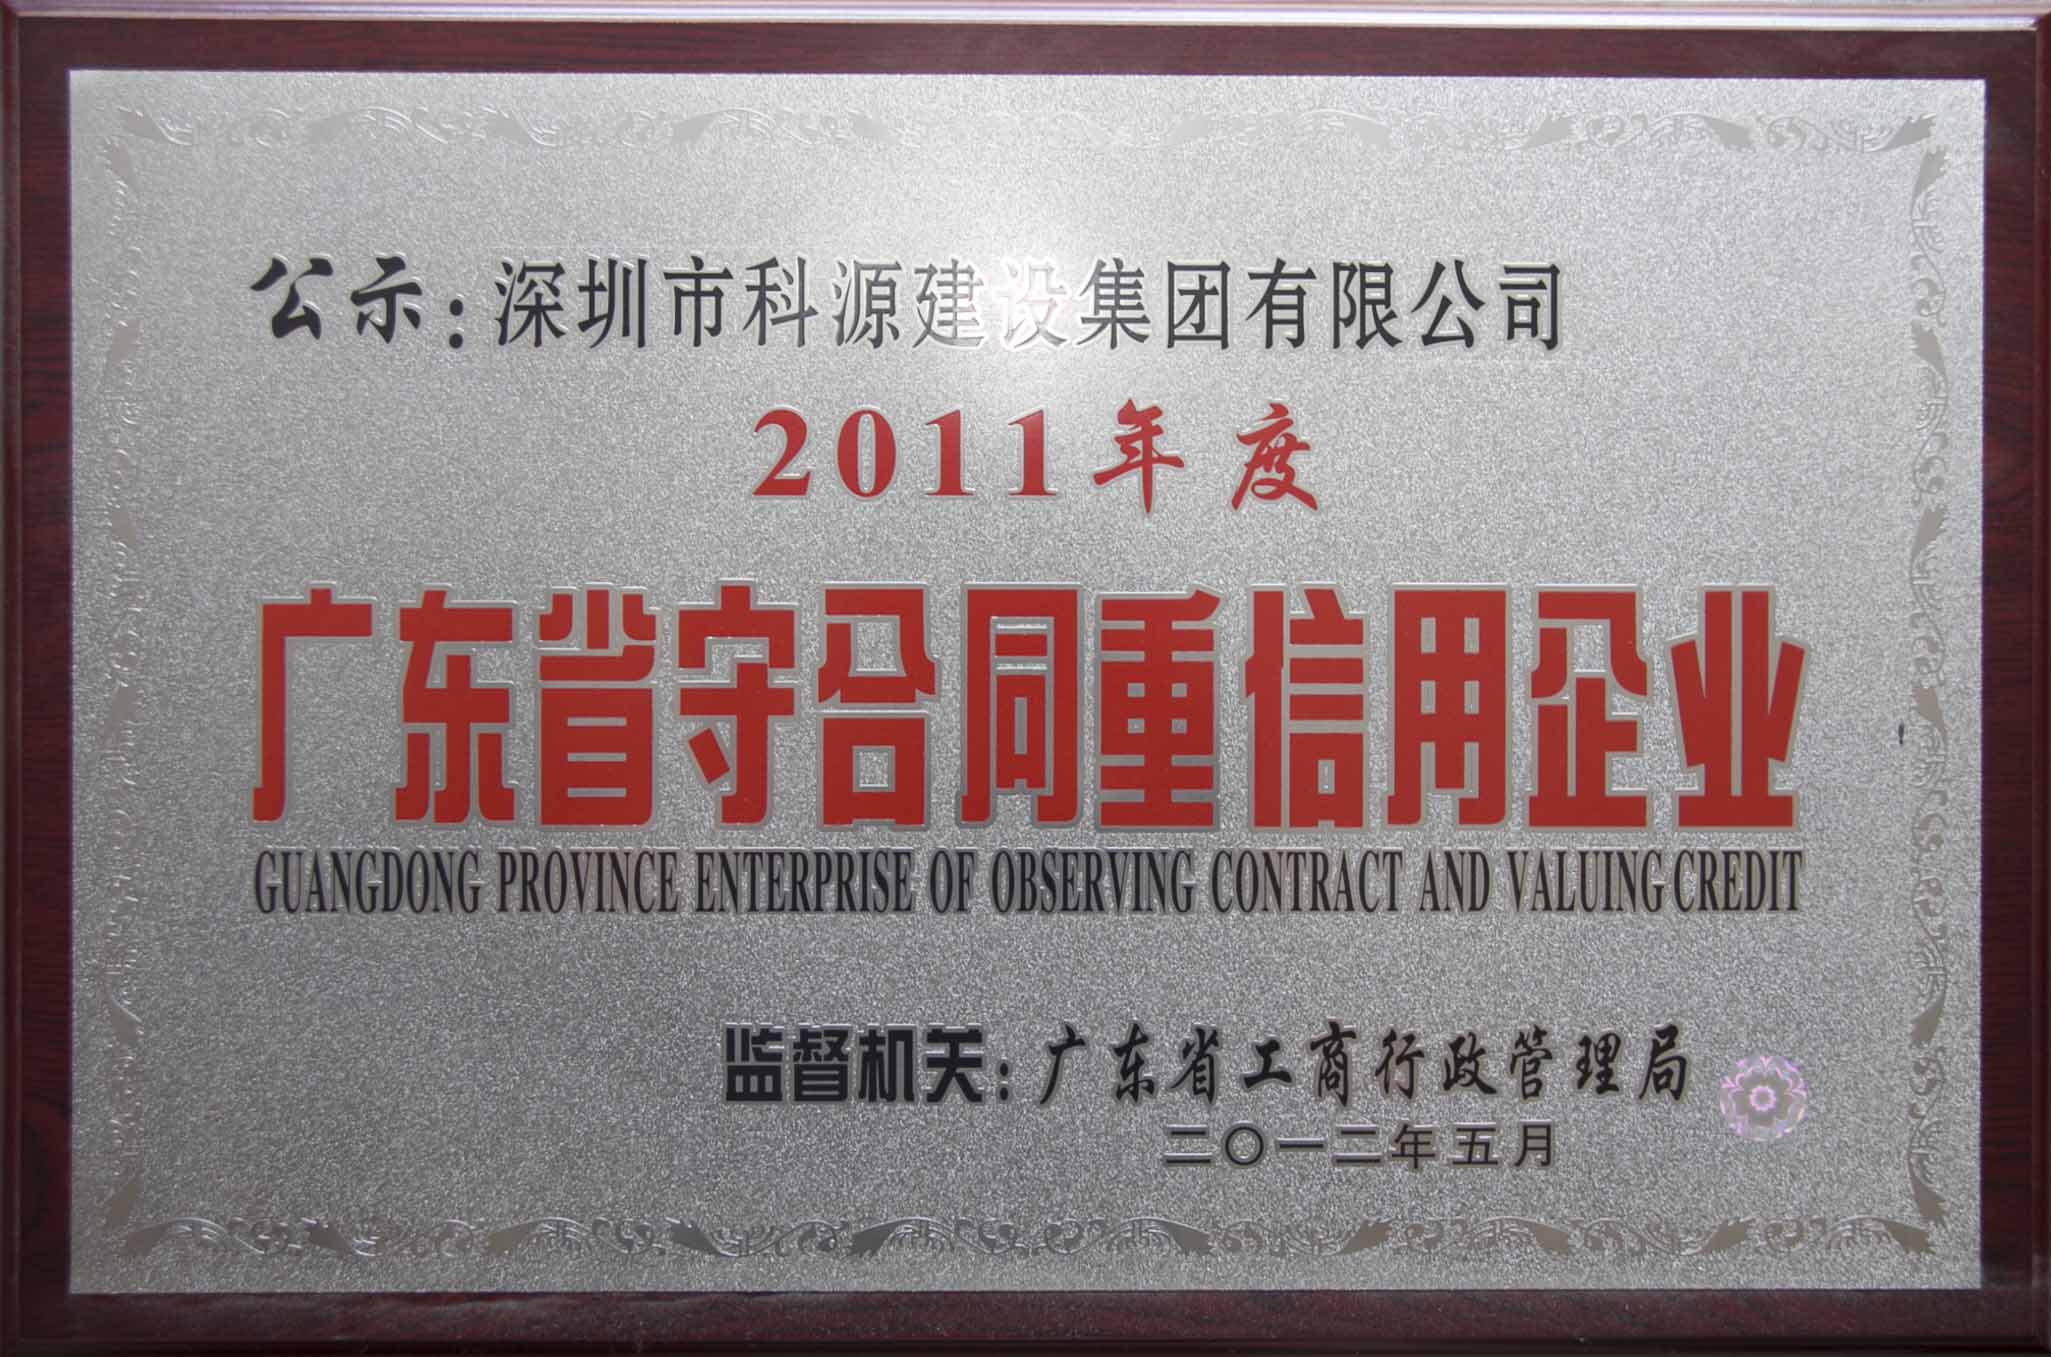 公示:深圳市科源建设集团有限公司
2011年度
广东省守合同重信用企业
GUANGDONG PROVINCE ENTERPRISE OF OBSERVING CONTRACT AND VALUING CREDIT
监督机关:广东省工商行政管理局
二〇一二年五月